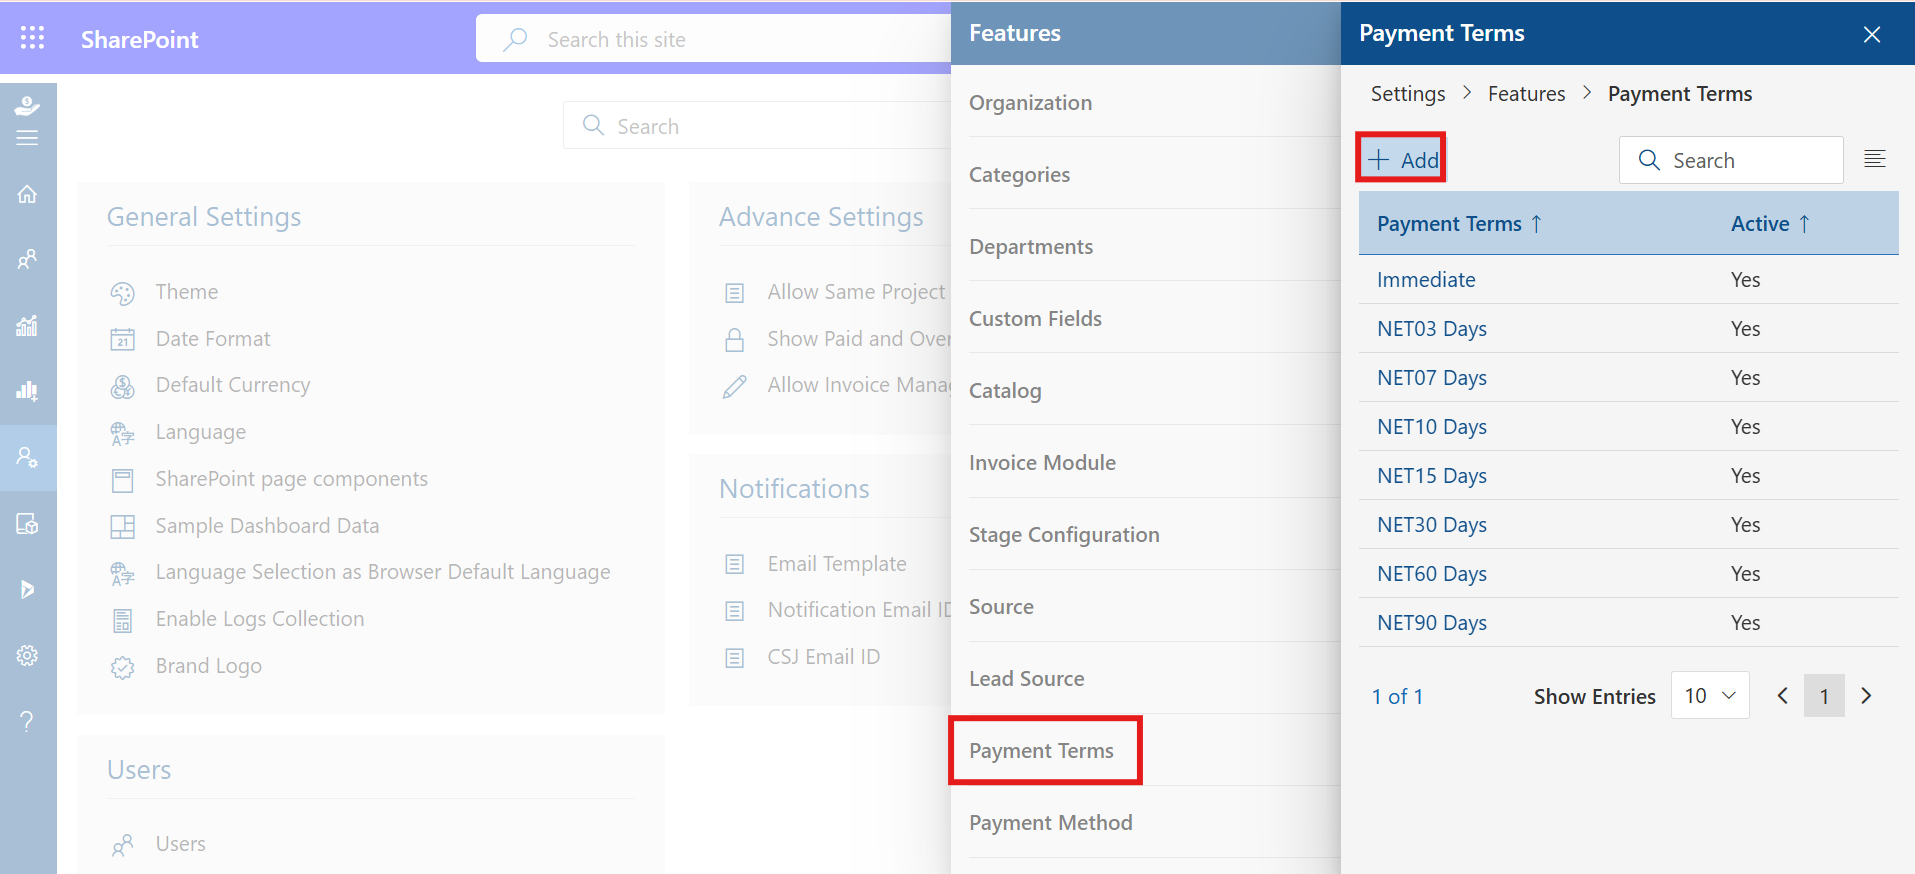 SharePoint
Search this site
Search
General Settings
Theme
Date Format
Default Currency
Language
SharePoint page components
Sample Dashboard Data
Language Selection as Browser Default Language
Enable Logs Collection
Brand Logo
Users
Users
Advance Settings
Allow Same Project
Show Paid and Over
Allow Invoice Manag
Notifications
Email Template
Notification Email ID
CSJ Email ID
Features
Organization
Categories
Departments
Custom Fields
Catalog
Invoice Module
Stage Configuration
Source
Lead Source
Payment Terms
Payment Method
Payment Terms
Settings > Features > Payment Terms
+ Add
Search
Payment Terms ↑ Active ↑
Immediate Yes
NET03 Days Yes
NET07 Days Yes
NET10 Days Yes
NET15 Days Yes
NET30 Days Yes
NET60 Days Yes
NET90 Days Yes
1 of 1 Show Entries 10 < 1 >